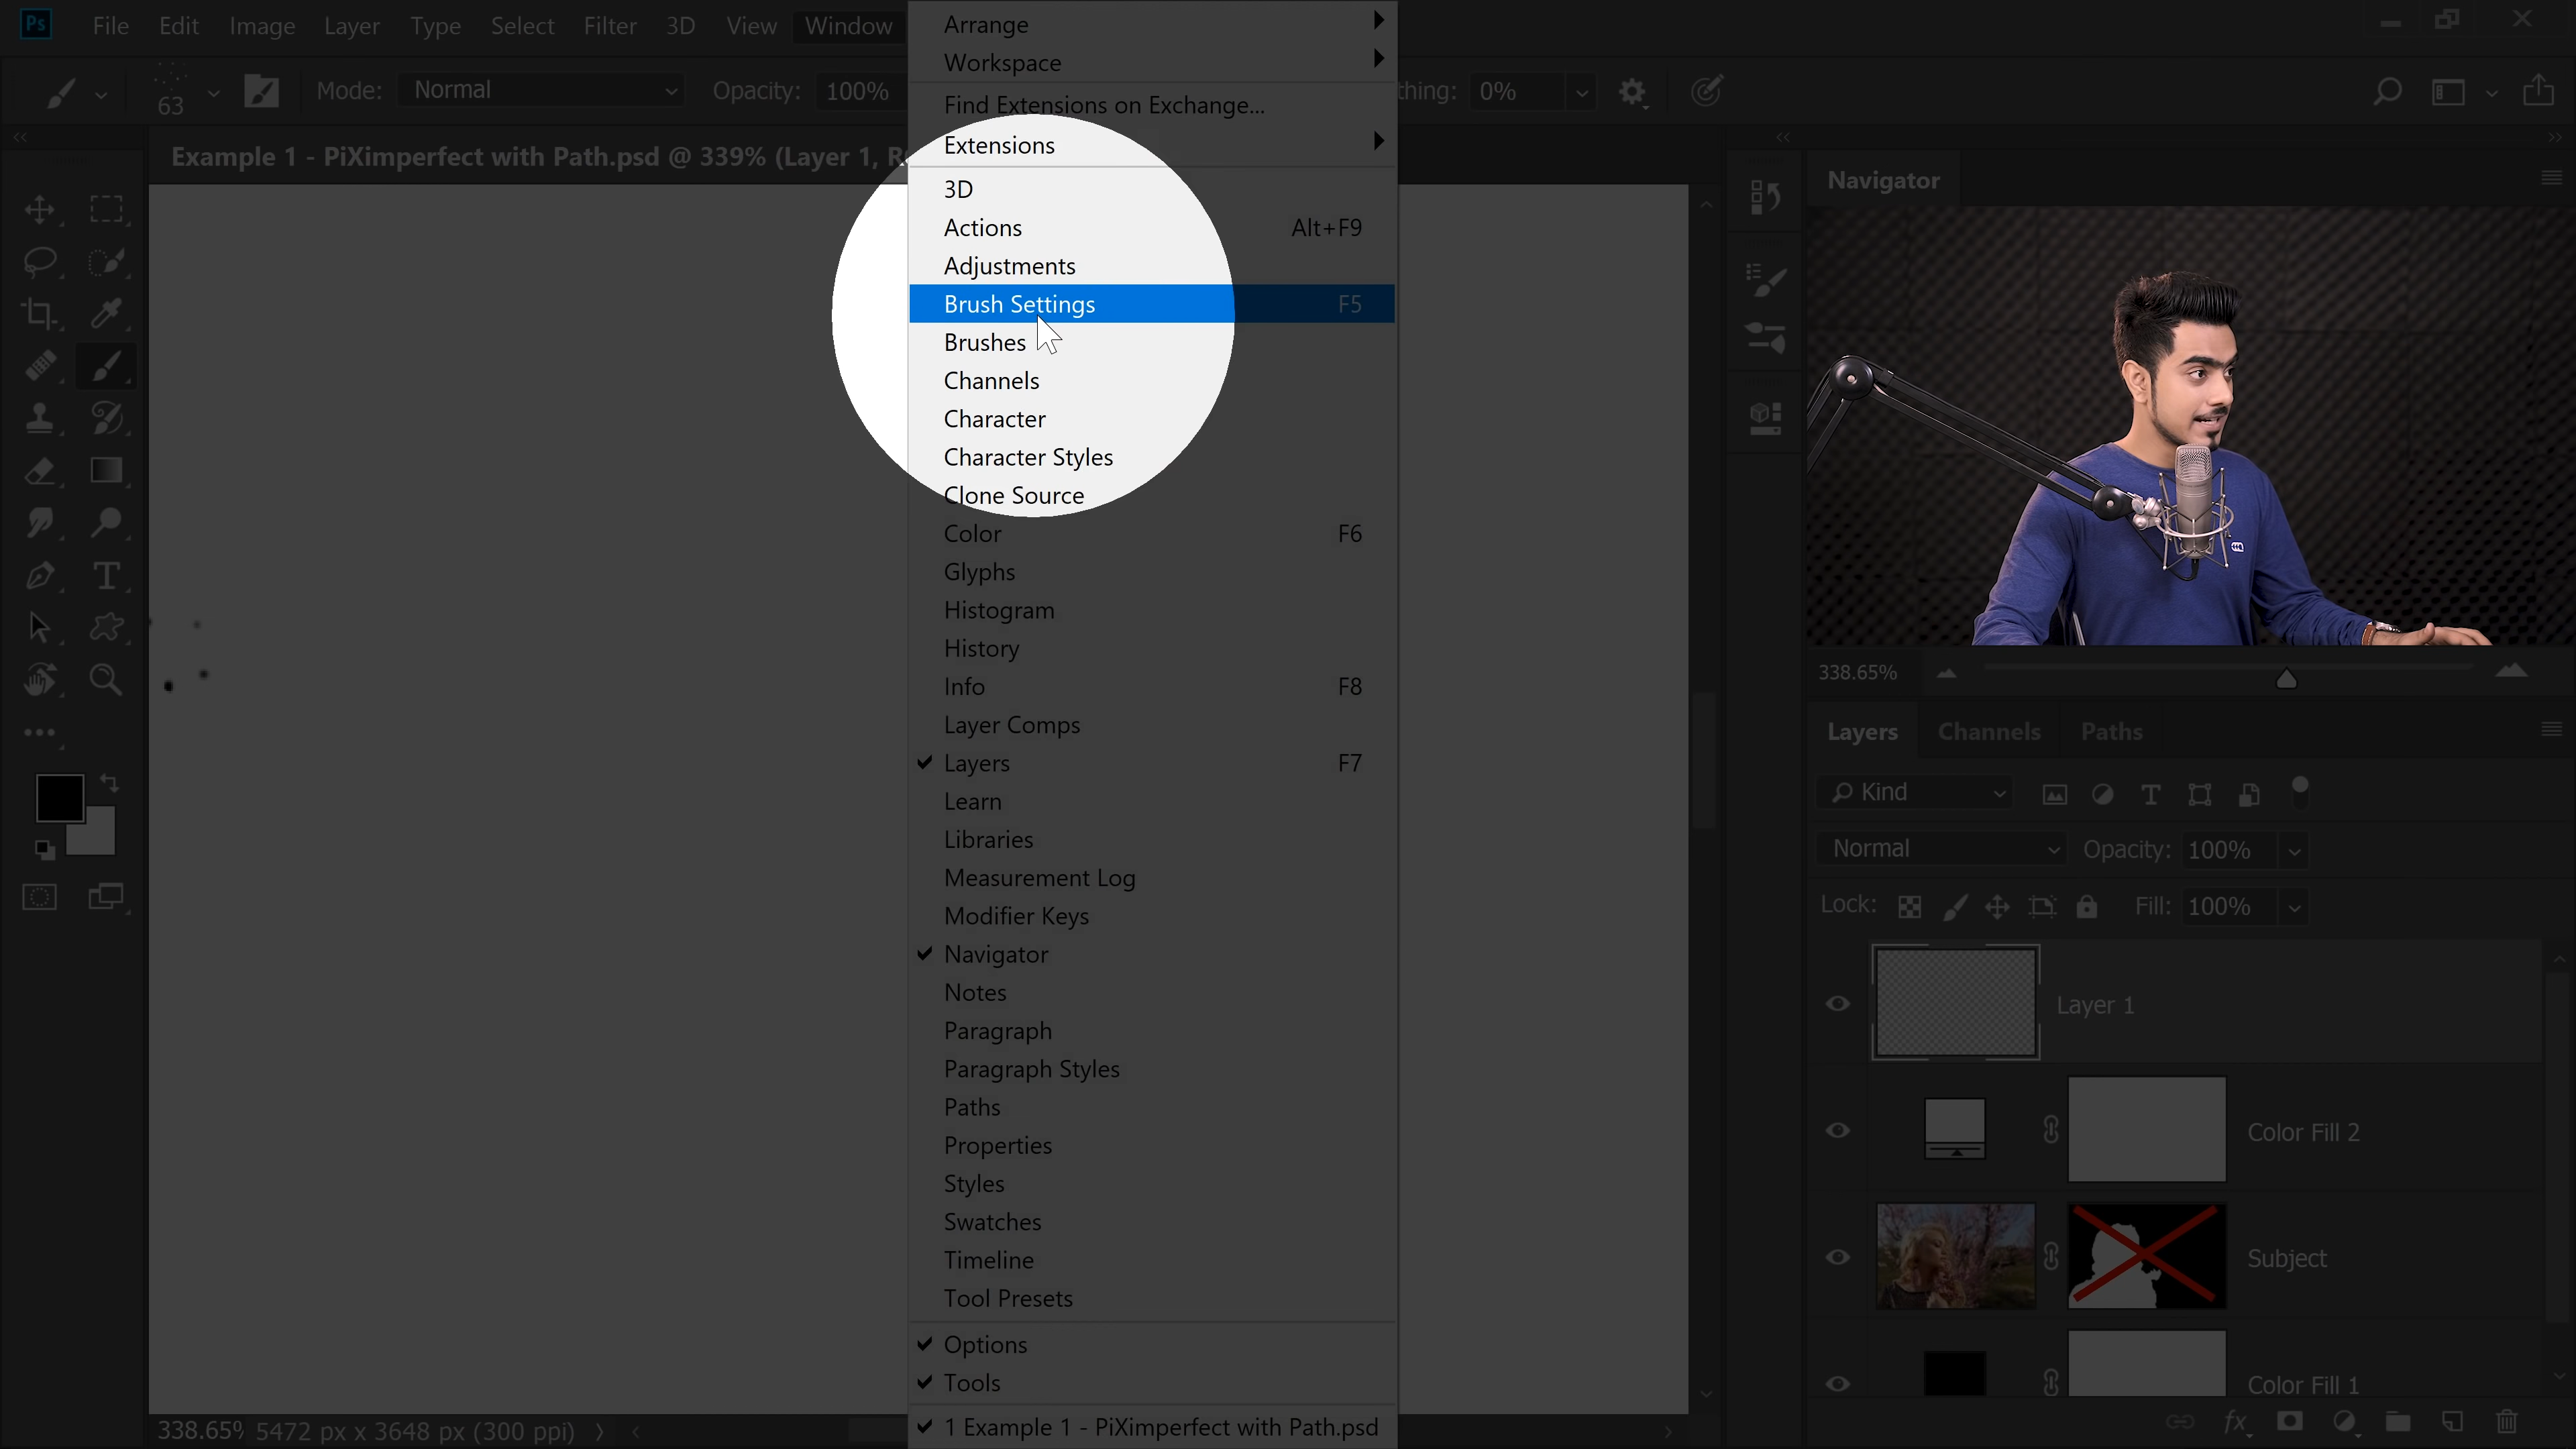 Ps File Edit Image Layer Type Select Filter 3D View Window
63 Mode: Normal Opacity: 100% thing: 0%
Example 1 - PiXimperfect with Path.psd @ 339% (Layer 1, R
Arrange
Workspace
Find Extensions on Exchange...
Extensions
3D
Actions Alt+F9
Adjustments
Brush Settings F5
Brushes
Channels
Character
Character Styles
Clone Source
Color F6
Glyphs
Histogram
History
Info F8
Layer Comps
Layers F7
Learn
Libraries
Measurement Log
Modifier Keys
Navigator
Notes
Paragraph
Paragraph Styles
Paths
Properties
Styles
Swatches
Timeline
Tool Presets
Options
Tools
1 Example 1 - PiXimperfect with Path.psd
338.65% 5472 px x 3648 px (300 ppi)
Navigator
338.65%
Layers Channels Paths
Kind
Normal Opacity: 100%
Lock: Fill: 100%
Layer 1
Color Fill 2
Subject
Color Fill 1
fx